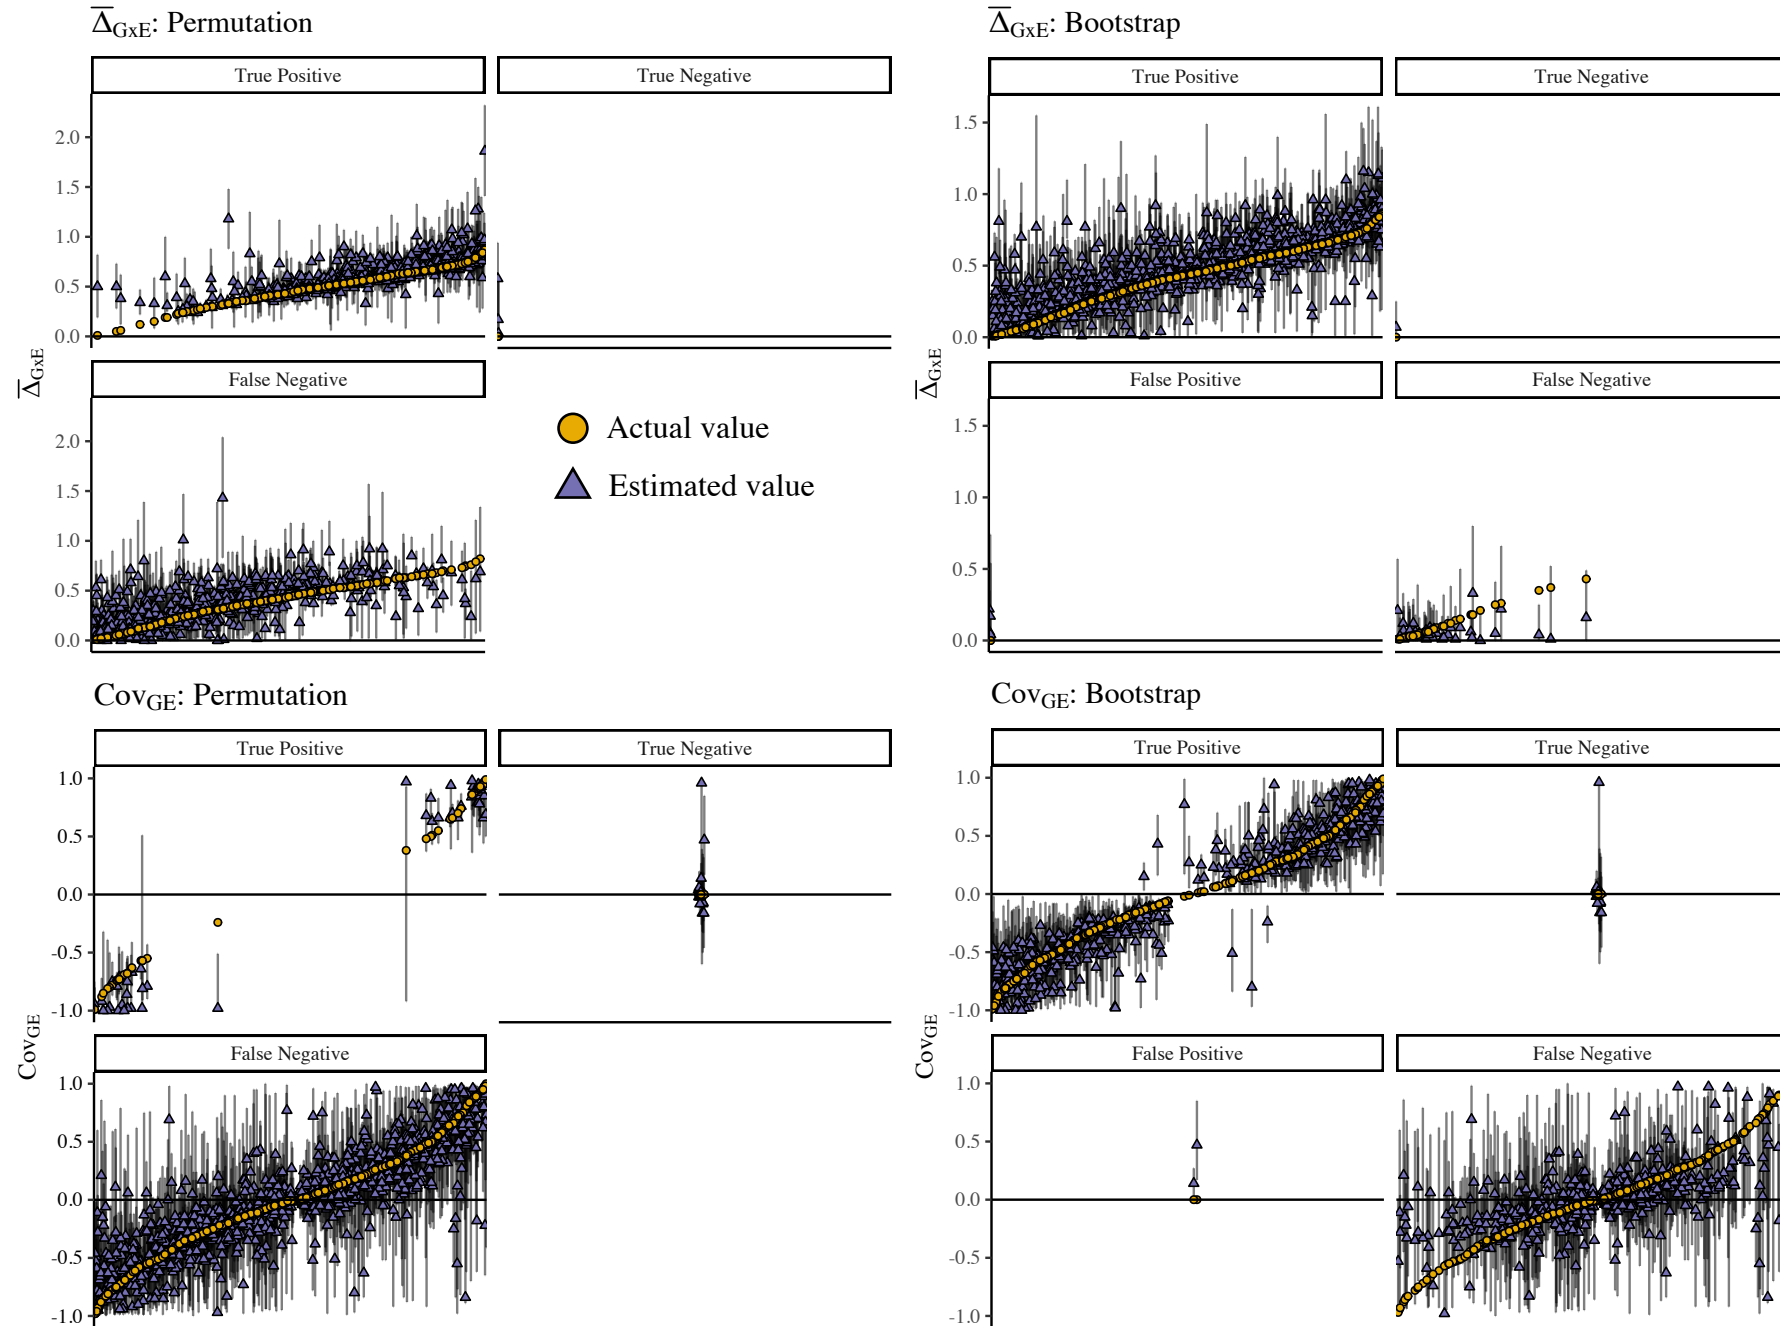 Δ̅GxE: Permutation
True Positive
True Negative
2.0
1.5
1.0
0.5
0.0
False Negative
2.0
1.5
1.0
0.5
0.0
Δ̅GxE
Actual value
Estimated value
Δ̅GxE: Bootstrap
True Positive
True Negative
1.5
1.0
0.5
0.0
False Positive
False Negative
1.5
1.0
0.5
0.0
Δ̅GxE
CovGE: Permutation
True Positive
True Negative
1.0
0.5
0.0
-0.5
-1.0
False Negative
1.0
0.5
0.0
-0.5
-1.0
CovGE
CovGE: Bootstrap
True Positive
True Negative
1.0
0.5
0.0
-0.5
-1.0
False Positive
False Negative
1.0
0.5
0.0
-0.5
-1.0
CovGE